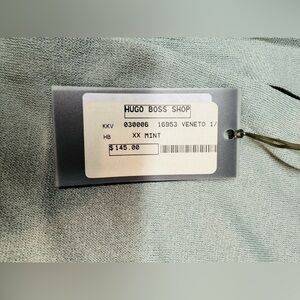 HUGO BOSS SHOP
KKV 030006 16953 VENETO 1/
HB XX MINT
$145.00